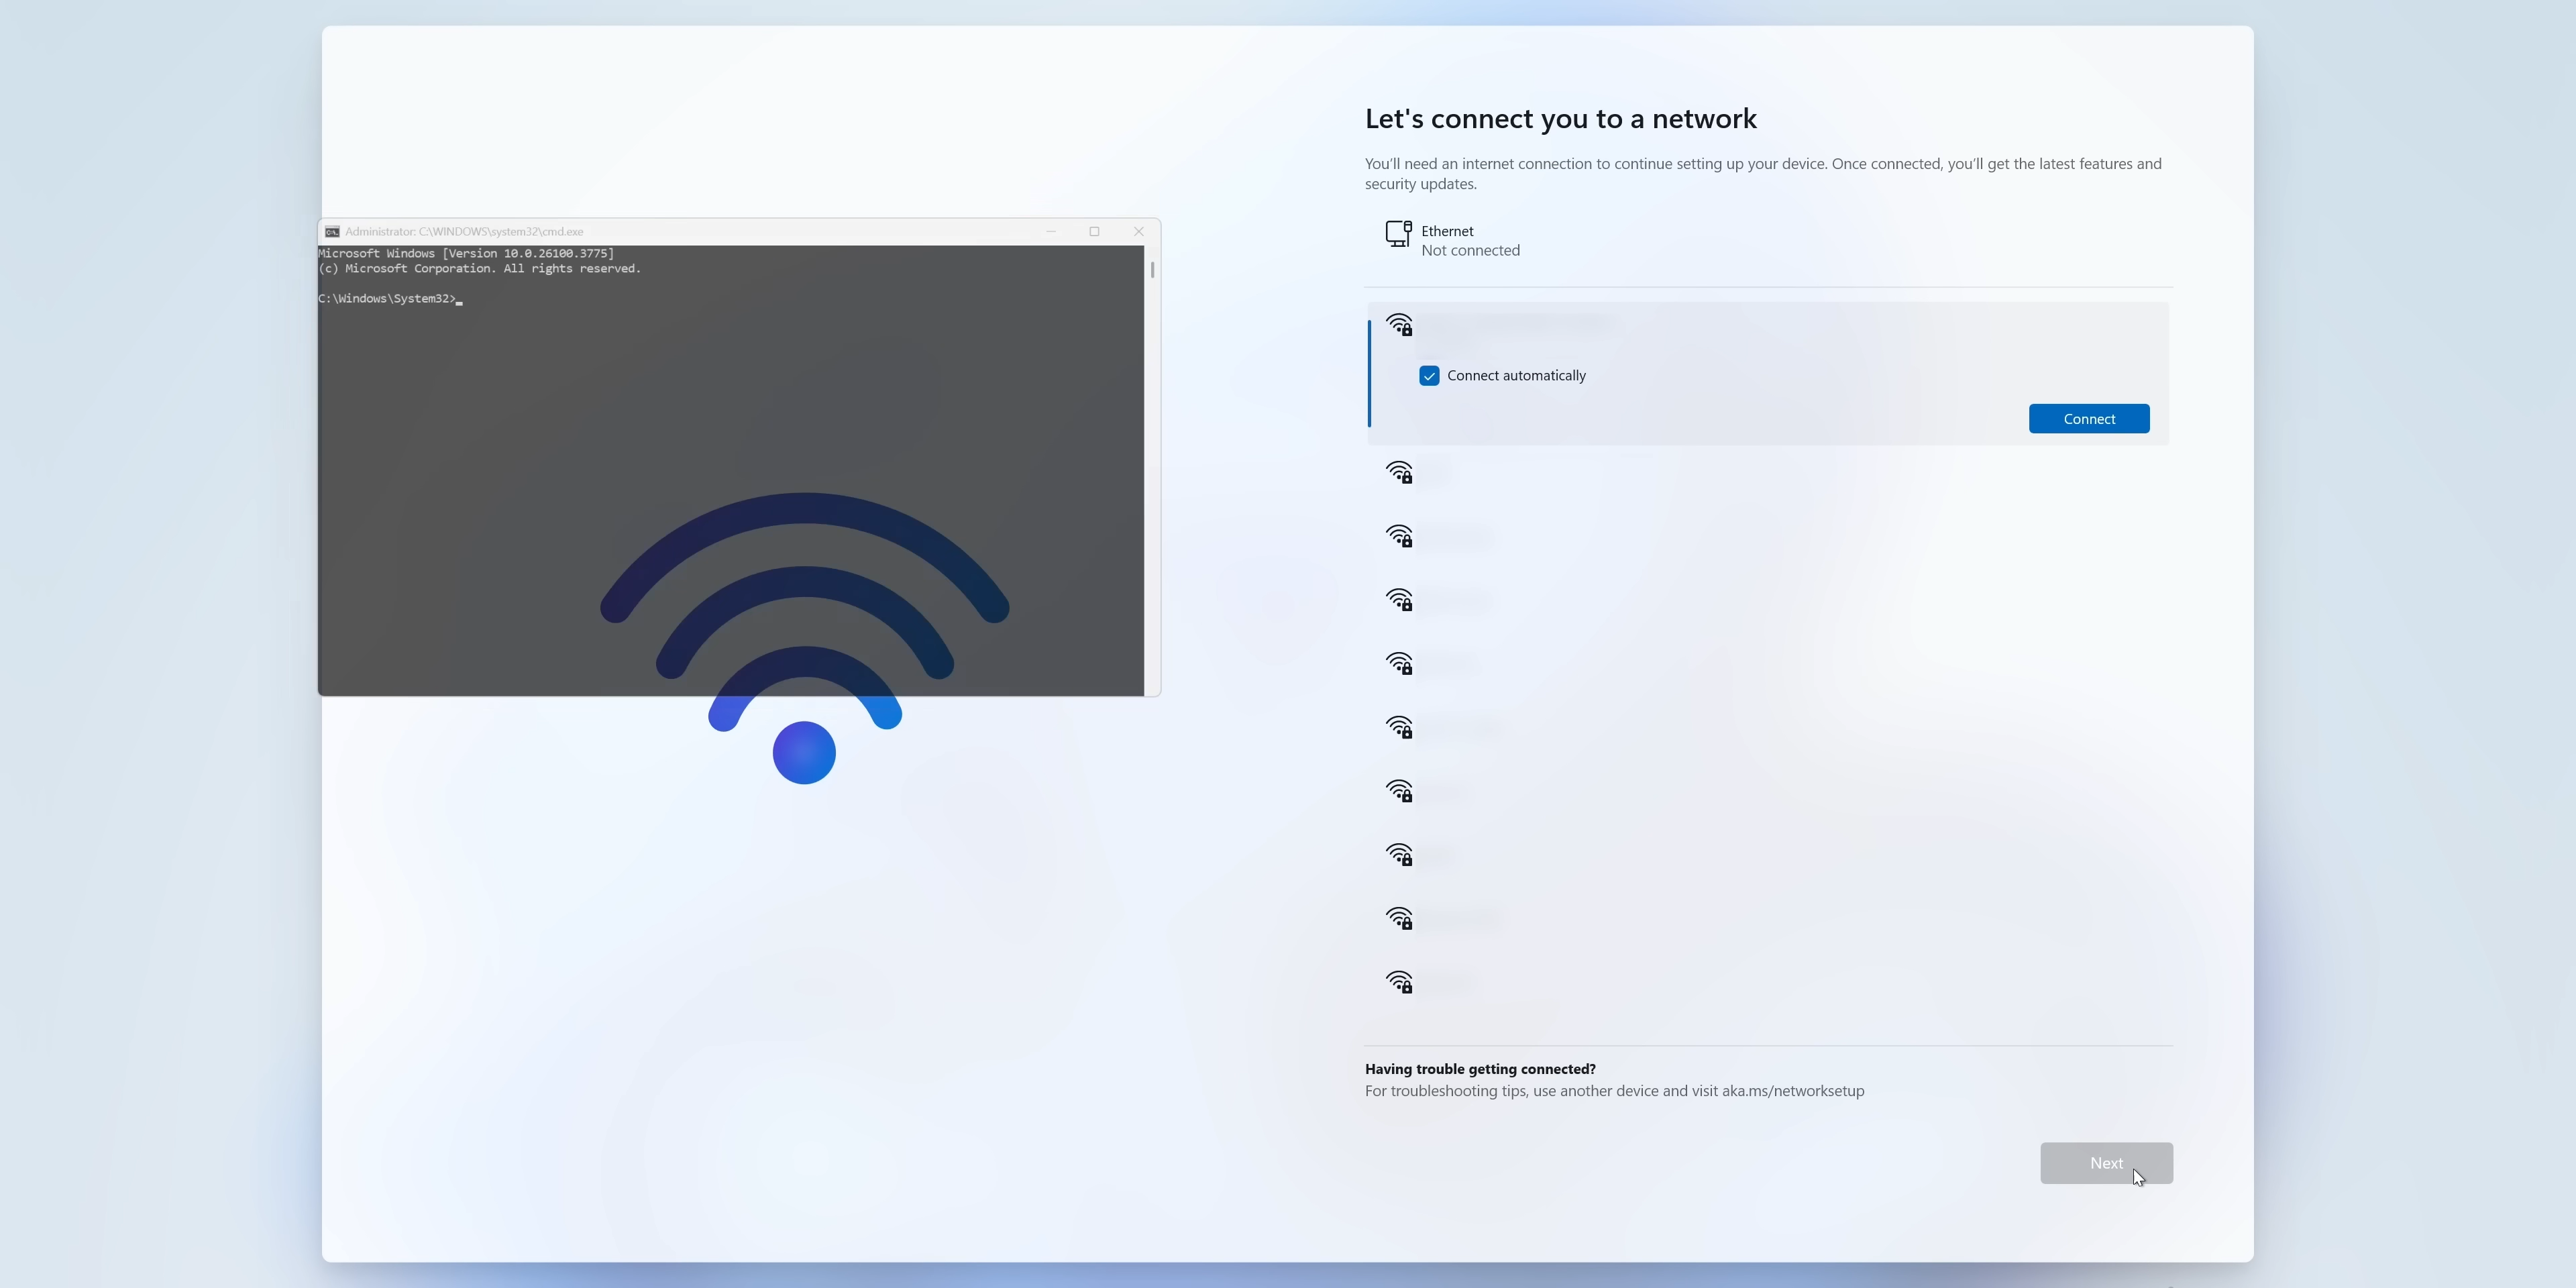 Administrator: C:\WINDOWS\system32\cmd.exe
Microsoft Windows [Version 10.0.26100.3775]
(c) Microsoft Corporation. All rights reserved.
C:\Windows\System32>_
Let's connect you to a network
You'll need an internet connection to continue setting up your device. Once connected, you'll get the latest features and
security updates.
Ethernet
Not connected
Connect automatically
Connect
Having trouble getting connected?
For troubleshooting tips, use another device and visit aka.ms/networksetup
Next